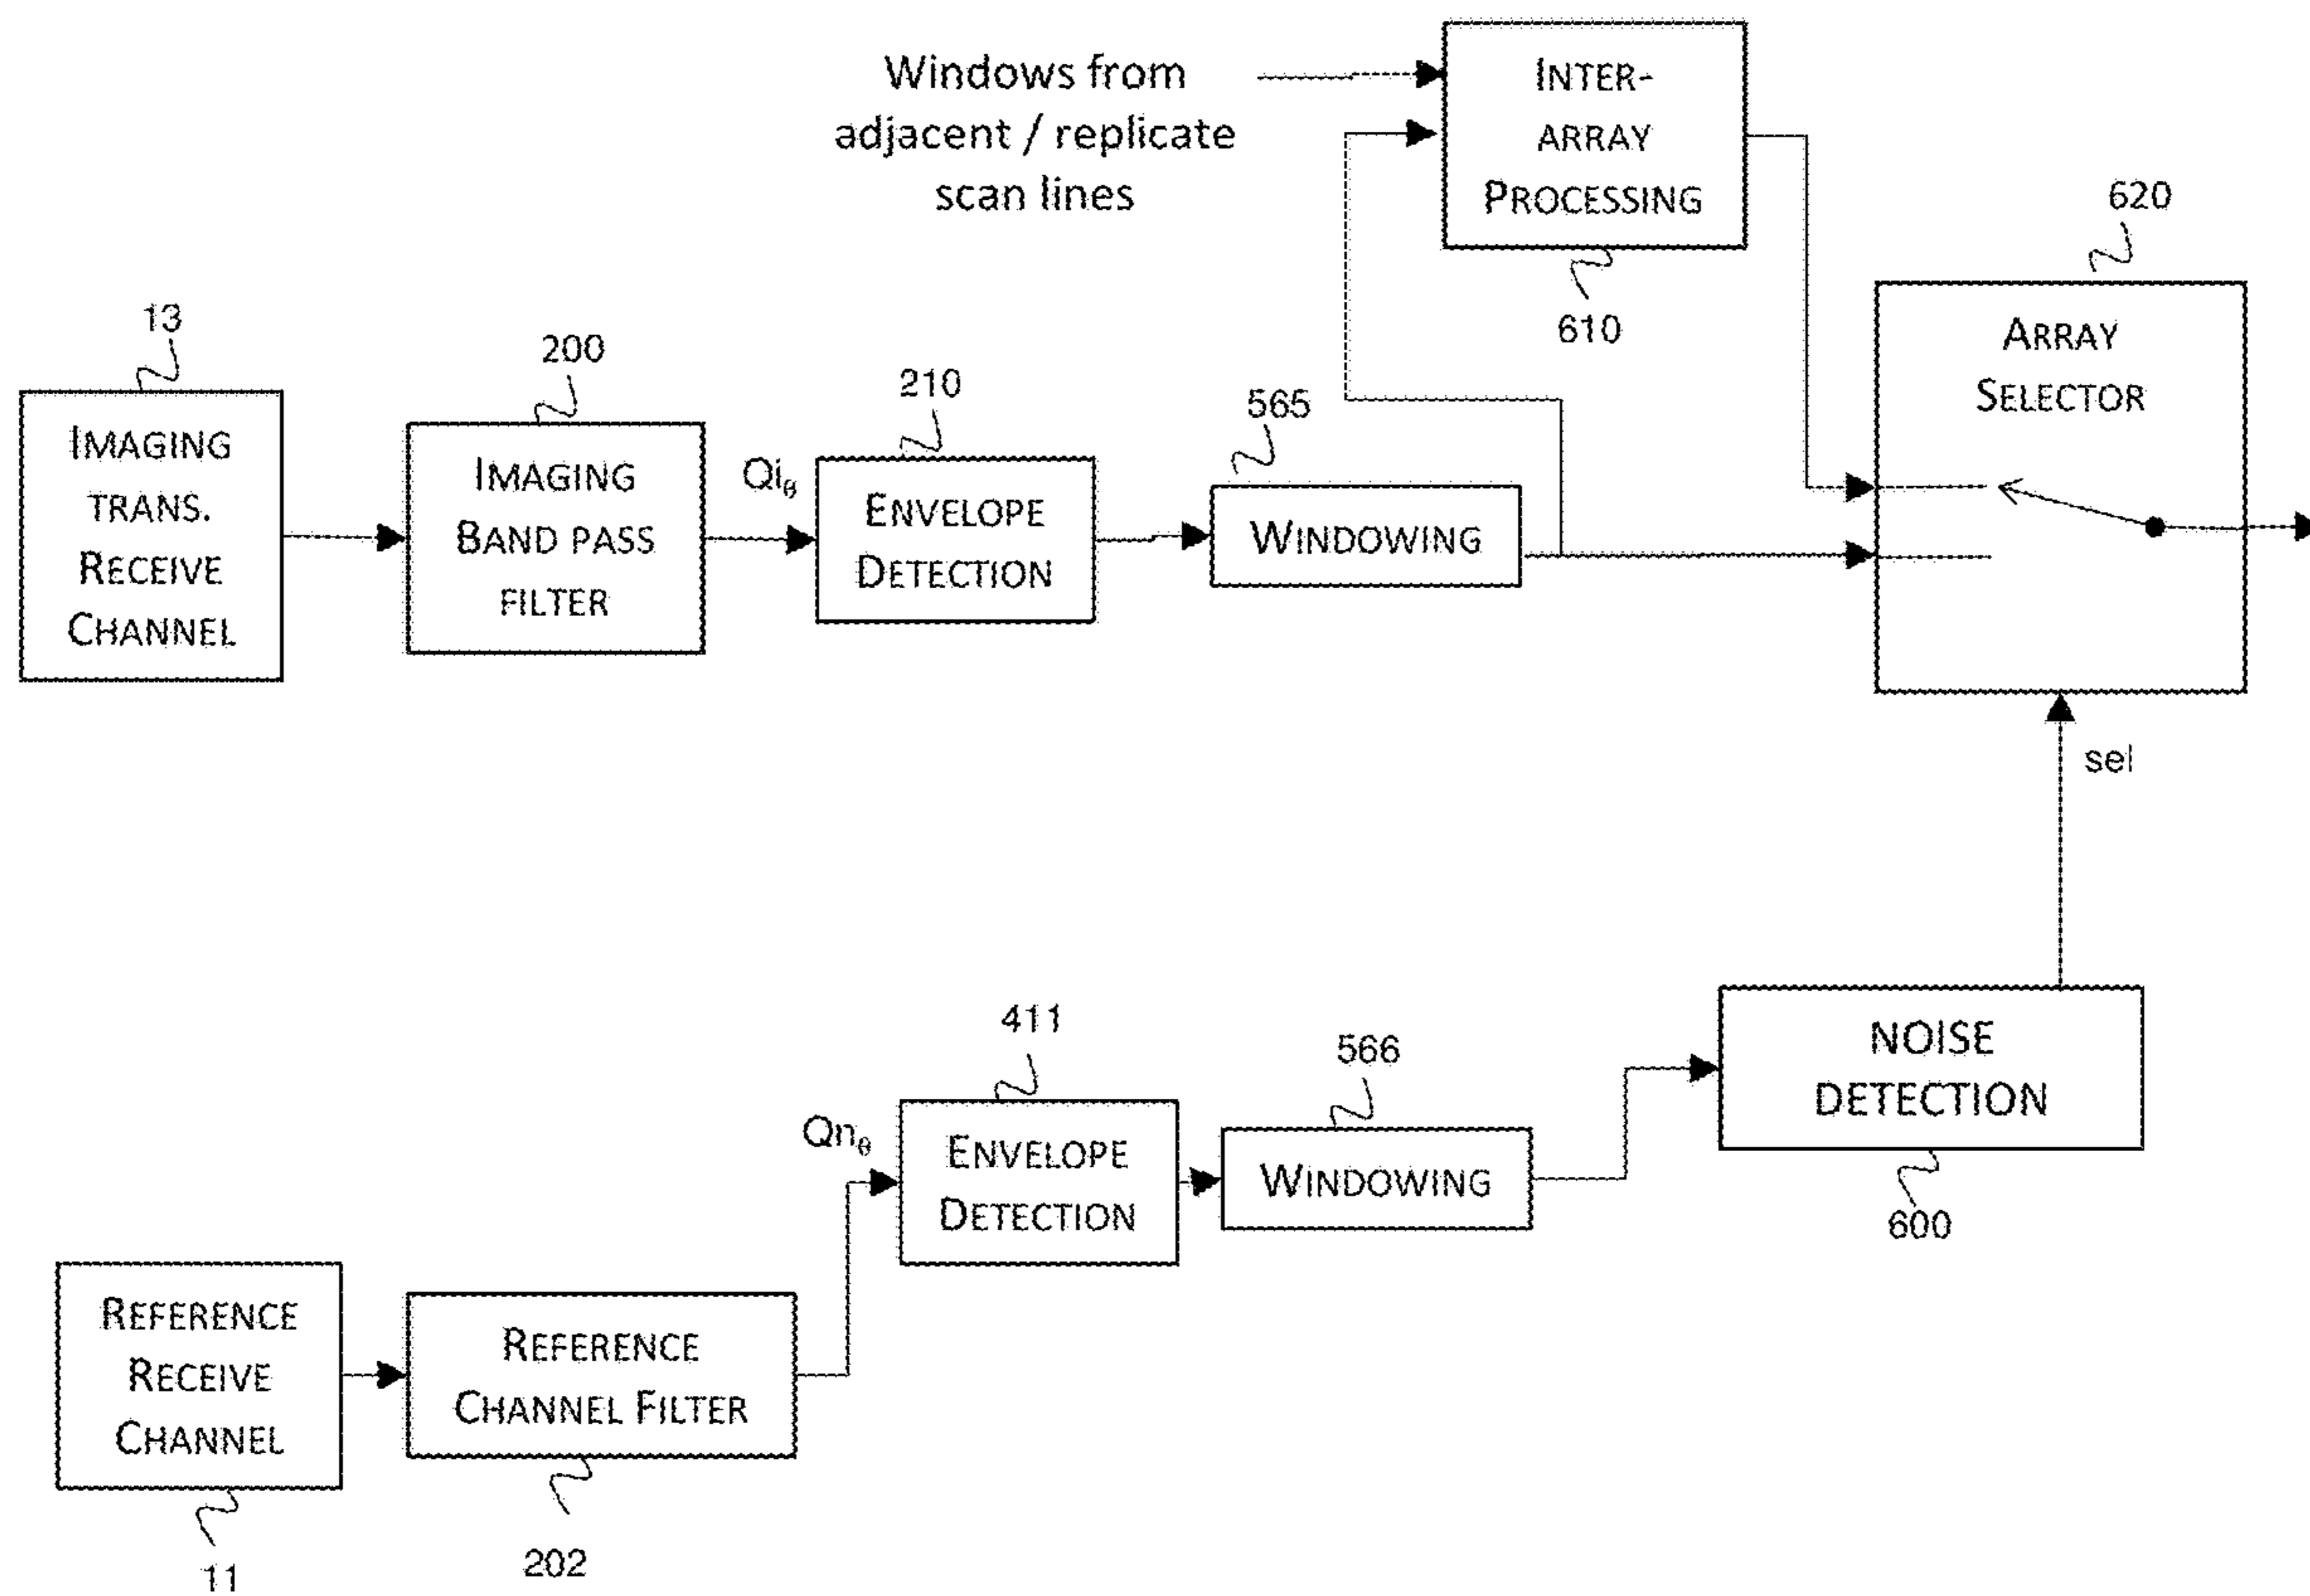 Windows from
adjacent / replicate
scan lines
INTER-
ARRAY
PROCESSING
610
620
ARRAY
SELECTOR
13
IMAGING
TRANS.
RECEIVE
CHANNEL
200
IMAGING
BAND PASS
FILTER
Qiθ
210
ENVELOPE
DETECTION
565
WINDOWING
sel
411
Qnθ
ENVELOPE
DETECTION
566
WINDOWING
NOISE
DETECTION
600
REFERENCE
RECEIVE
CHANNEL
11
REFERENCE
CHANNEL FILTER
202